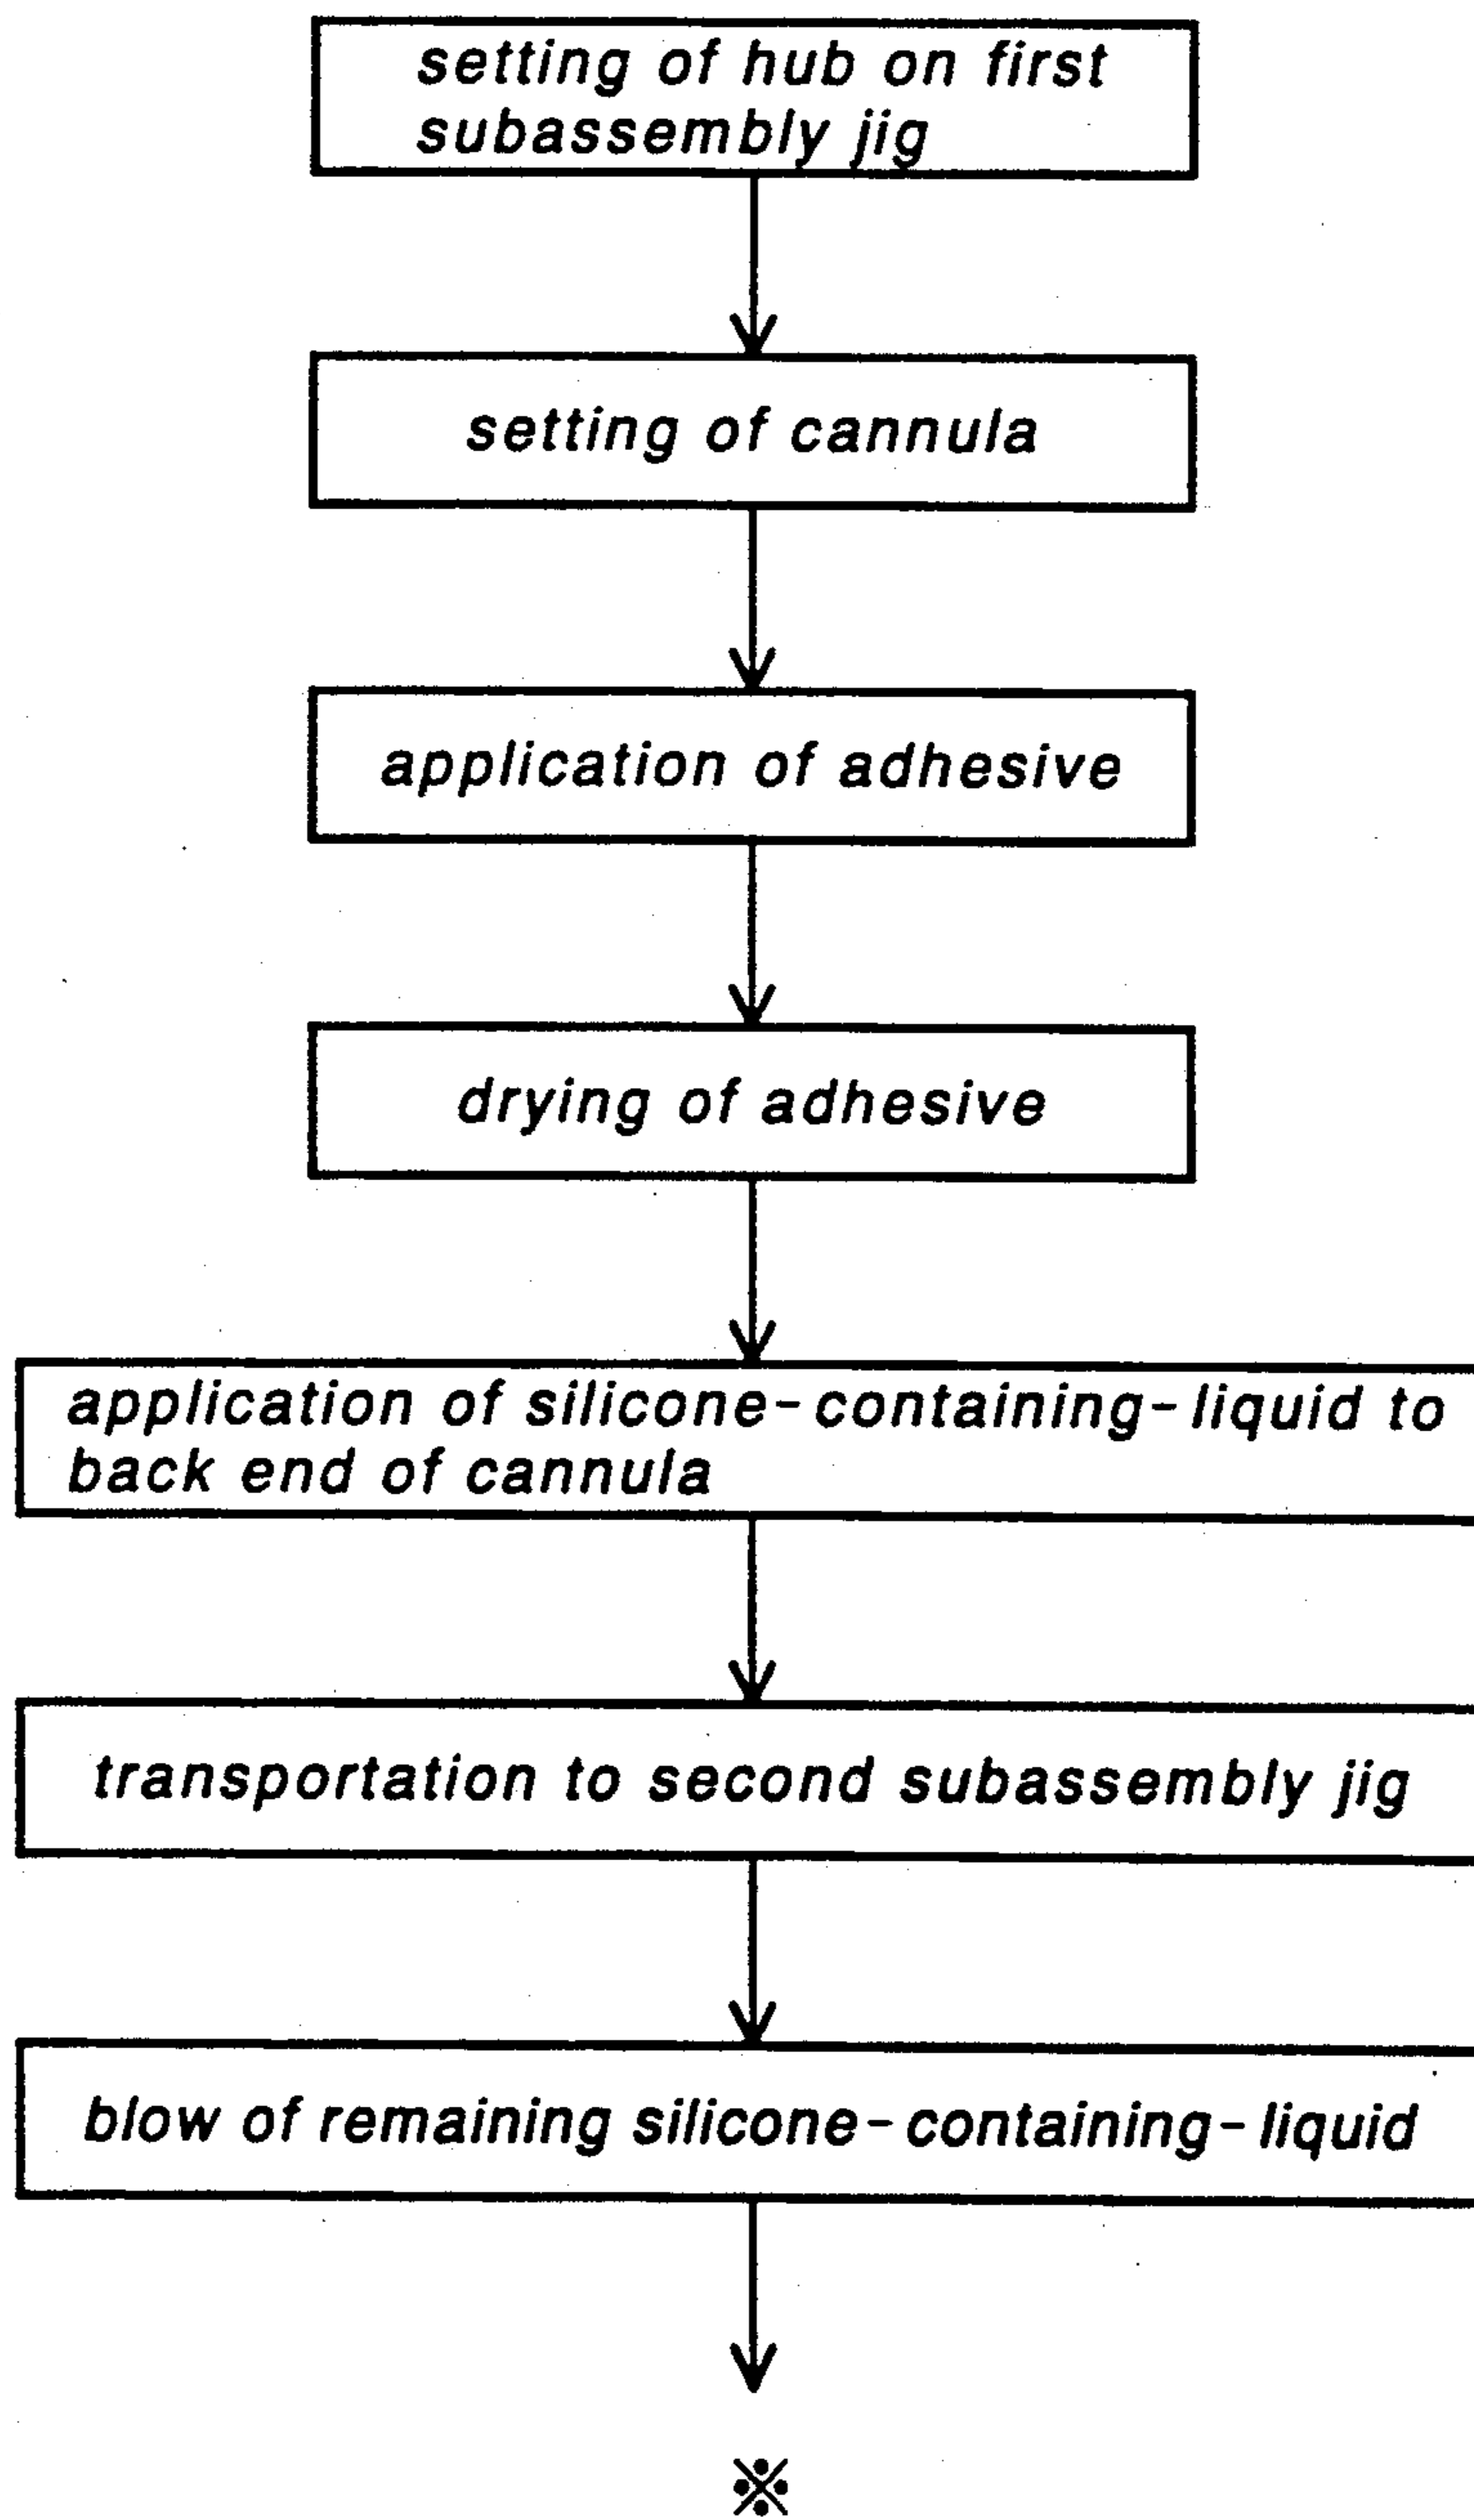 setting of hub on first
subassembly jig
setting of cannula
application of adhesive
drying of adhesive
application of silicone-containing-liquid to
back end of cannula
transportation to second subassembly jig
blow of remaining silicone-containing-liquid
※